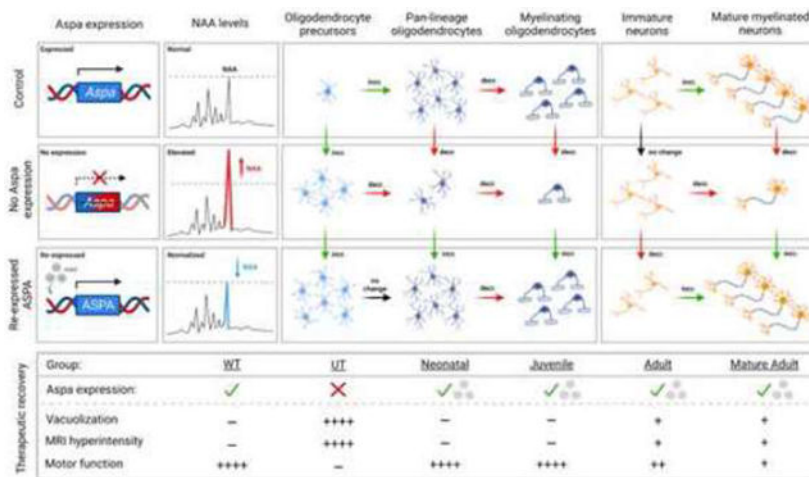 Aspa expression
NAA levels
Oligodendrocyte precursors
Pan-lineage oligodendrocytes
Myelinating oligodendrocytes
Immature neurons
Mature myelinated neurons
Control
Expressed
Aspa
Normal
NAA
incr.
decr.
incr.
incr.
decr.
decr.
no change
decr.
No Aspa expression
No expression
Aspa
Elevated
NAA
decr.
decr.
decr.
incr.
incr.
incr.
decr.
incr.
Re-expressed ASPA
Re-expressed
ASPA
Normalized
NAA
no change
decr.
incr.
Therapeutic recovery
Group: WT UT Neonatal Juvenile Adult Mature Adult
Aspa expression: ✓ ✕ ✓ ✓ ✓ ✓
Vacuolization – ++++ – – + +
MRI hyperintensity – ++++ – – + +
Motor function ++++ – ++++ ++++ ++ +